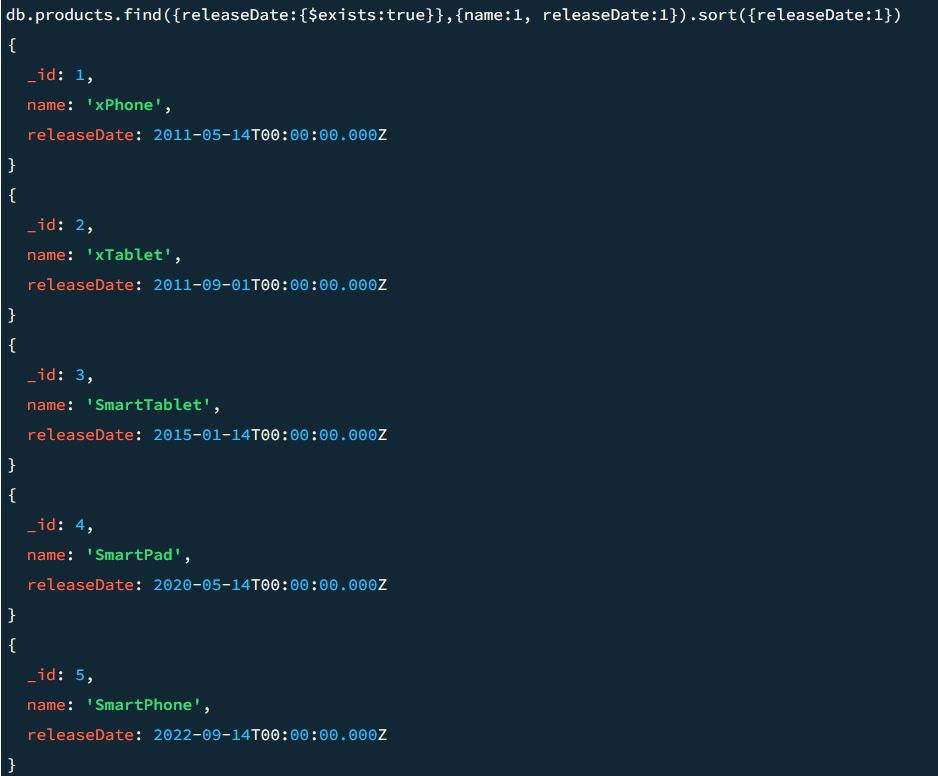 db.products.find({releaseDate:{$exists:true}},{name:1, releaseDate:1}).sort({releaseDate:1})
{
  _id: 1,
  name: 'xPhone',
  releaseDate: 2011-05-14T00:00:00.000Z
}
{
  _id: 2,
  name: 'xTablet',
  releaseDate: 2011-09-01T00:00:00.000Z
}
{
  _id: 3,
  name: 'SmartTablet',
  releaseDate: 2015-01-14T00:00:00.000Z
}
{
  _id: 4,
  name: 'SmartPad',
  releaseDate: 2020-05-14T00:00:00.000Z
}
{
  _id: 5,
  name: 'SmartPhone',
  releaseDate: 2022-09-14T00:00:00.000Z
}